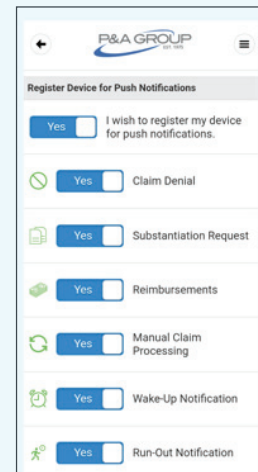 P&A GROUP
EST. 1975
Register Device for Push Notifications
Yes
I wish to register my device
for push notifications.
Yes
Claim Denial
Yes
Substantiation Request
Yes
Reimbursements
Yes
Manual Claim
Processing
Yes
Wake-Up Notification
Yes
Run-Out Notification